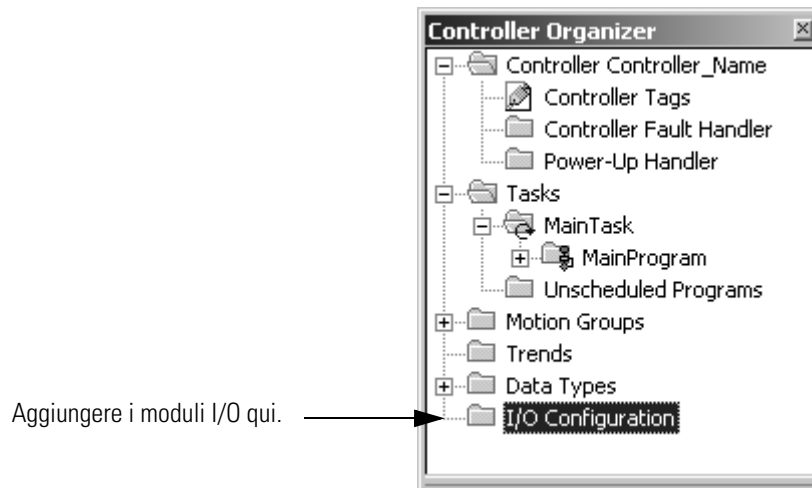 Controller Organizer
Controller Controller_Name
Controller Tags
Controller Fault Handler
Power-Up Handler
Tasks
MainTask
MainProgram
Unscheduled Programs
Motion Groups
Trends
Data Types
Aggiungere i moduli I/O qui.
I/O Configuration